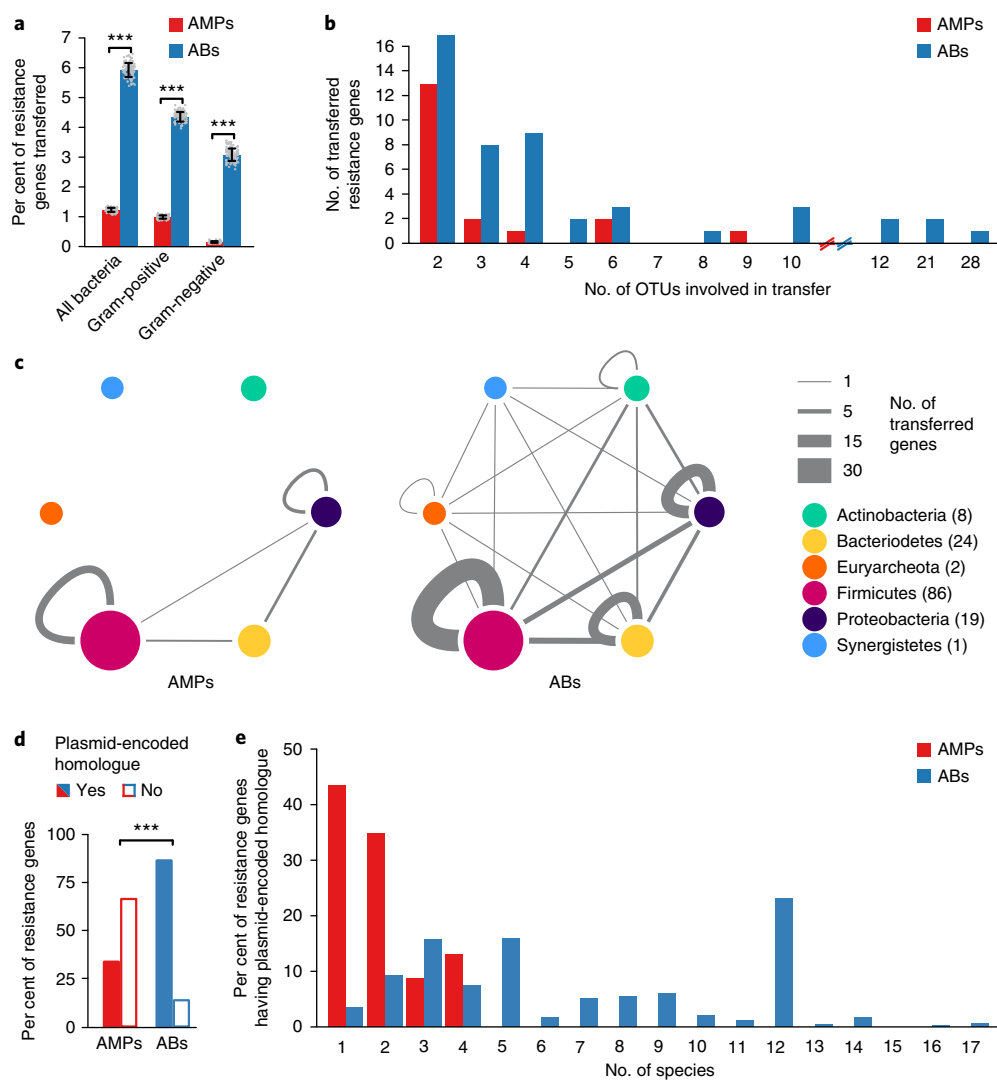 a
AMPs
ABs
Per cent of resistance
genes transferred
7
6
5
4
3
2
1
0
***
***
***
All bacteria
Gram-positive
Gram-negative
b
AMPs
ABs
No. of transferred
resistance genes
16
14
12
10
8
6
4
2
0
2 3 4 5 6 7 8 9 10 12 21 28
No. of OTUs involved in transfer
c
AMPs
ABs
1
5
15
30
No. of
transferred
genes
Actinobacteria (8)
Bacteriodetes (24)
Euryarcheota (2)
Firmicutes (86)
Proteobacteria (19)
Synergistetes (1)
d
Plasmid-encoded
homologue
Yes No
Per cent of resistance genes
100
75
50
25
0
***
AMPs ABs
e
AMPs
ABs
Per cent of resistance genes
having plasmid-encoded homologue
50
40
30
20
10
0
1 2 3 4 5 6 7 8 9 10 11 12 13 14 15 16 17
No. of species